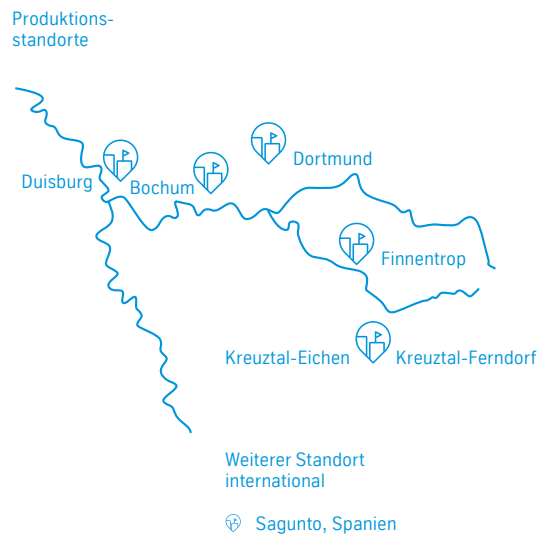 Produktions-
standorte
Dortmund
Duisburg
Bochum
Finnentrop
Kreuztal-Eichen
Kreuztal-Ferndorf
Weiterer Standort
international
Sagunto, Spanien